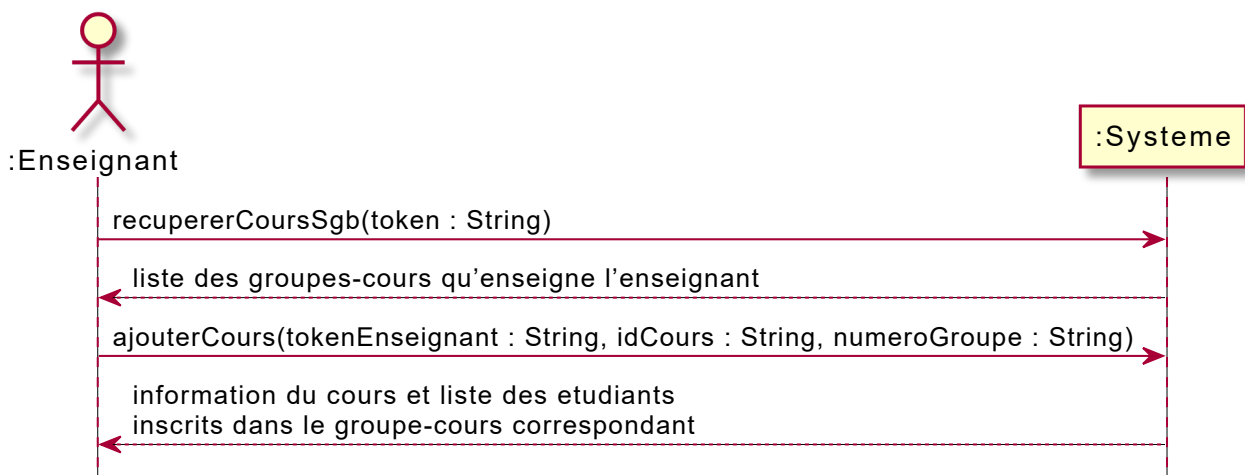 :Enseignant
:Systeme
recupererCoursSgb(token : String)
liste des groupes-cours qu’enseigne l’enseignant
ajouterCours(tokenEnseignant : String, idCours : String, numeroGroupe : String)
information du cours et liste des etudiants
inscrits dans le groupe-cours correspondant